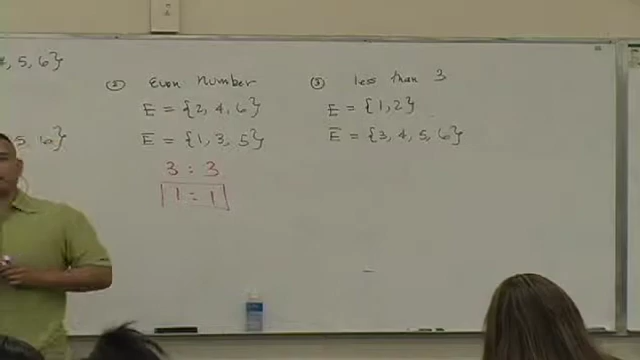 , 5, 6}
5, 6}
② Even Number
E = {2, 4, 6}
E = {1, 3, 5}
3 : 3
1 : 1
③ less than 3
E = {1, 2}
E = {3, 4, 5, 6}